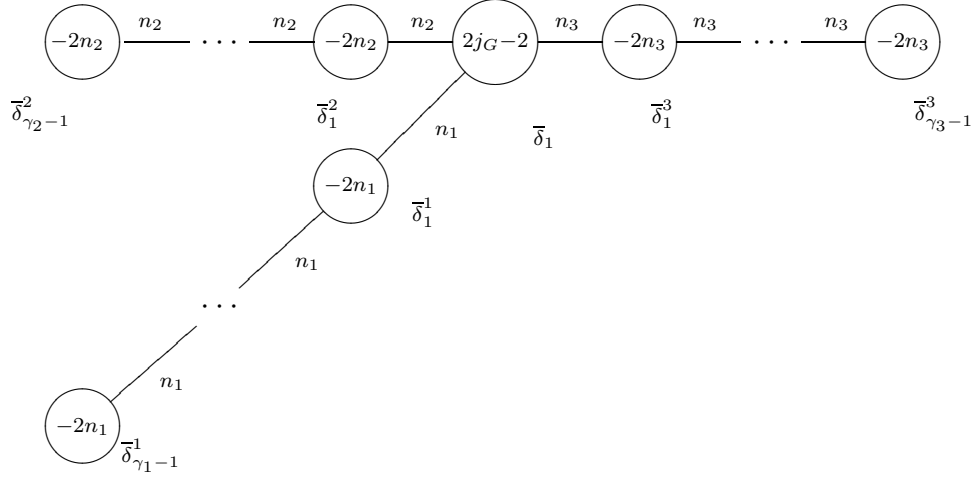 n₂ n₂ n₂ n₃ n₃ n₃
−2n₂ ··· −2n₂ 2j_G−2 −2n₃ ··· −2n₃
δ̅²_{γ₂−1} δ̅²₁ n₁ δ̅₁ δ̅³₁ δ̅³_{γ₃−1}
−2n₁
δ̅¹₁
n₁
···
n₁
−2n₁
δ̅¹_{γ₁−1}